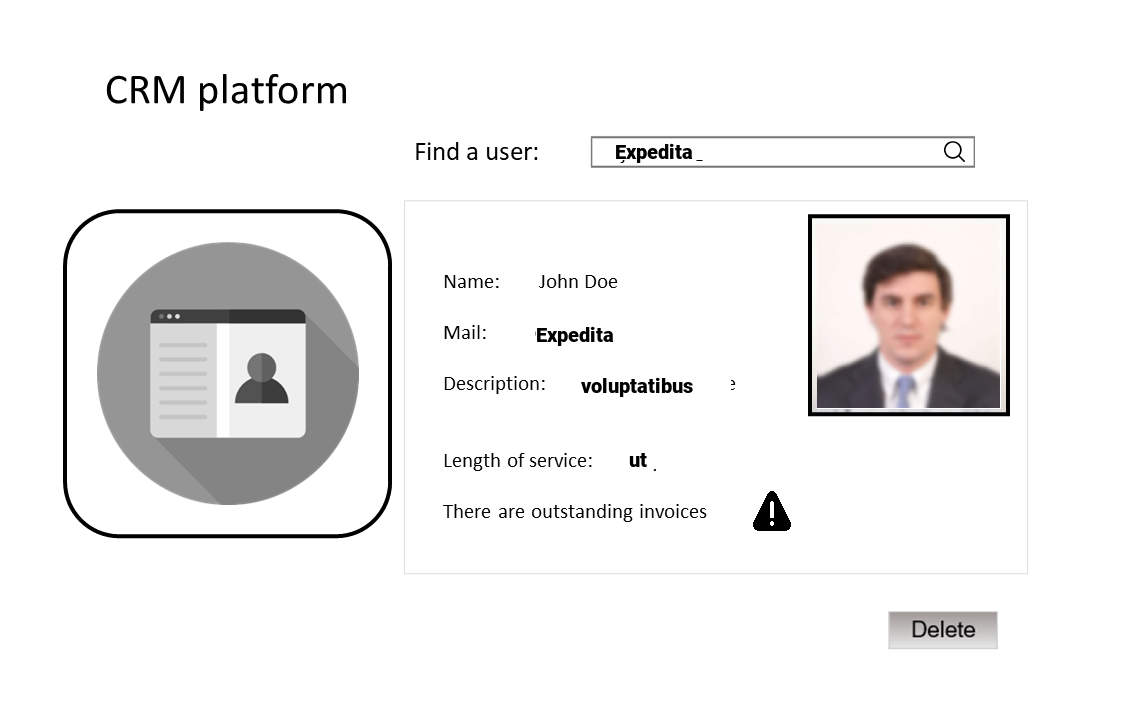 CRM platform
Find a user: Expedita
Name: John Doe
Mail: Expedita
Description: voluptatibus e
Length of service: ut
There are outstanding invoices
Delete